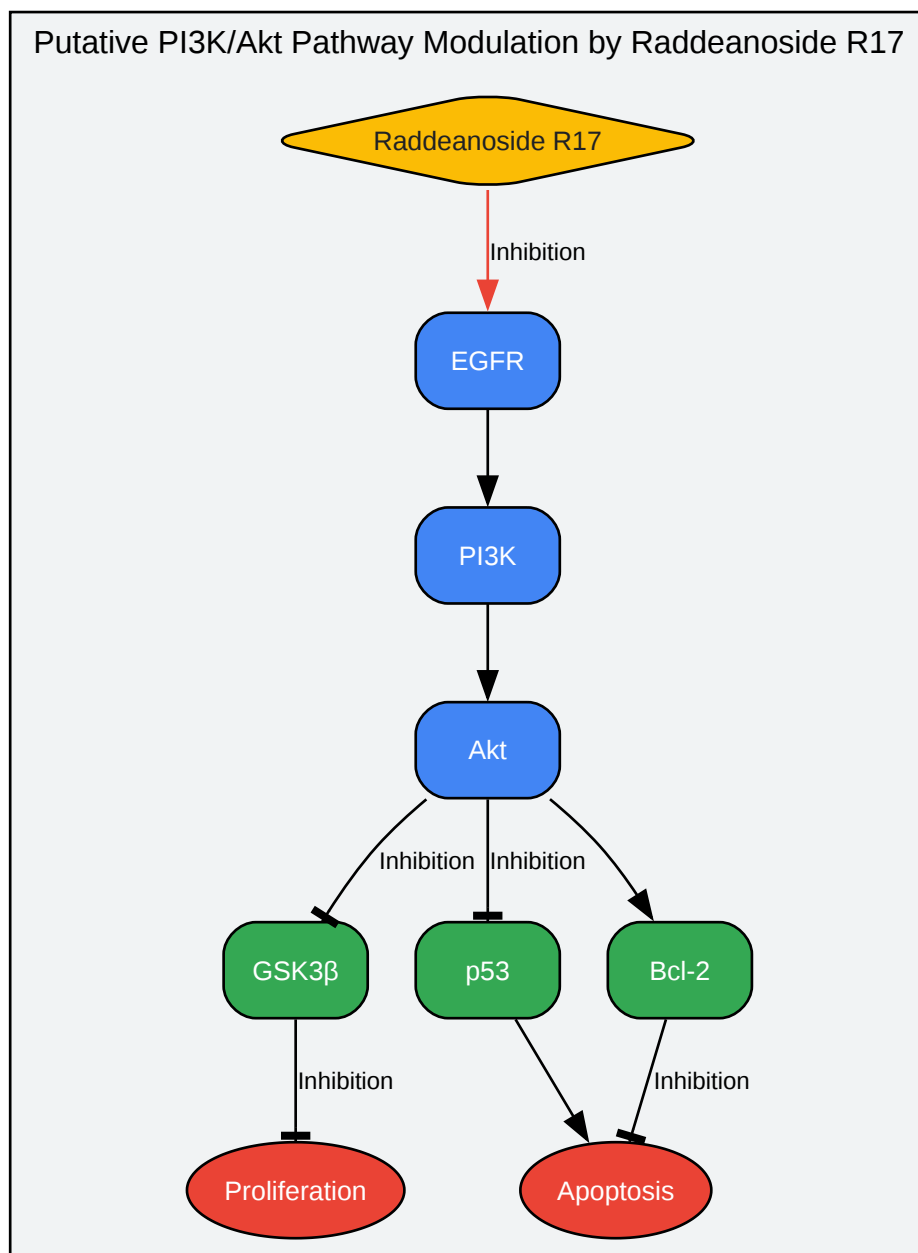 Putative PI3K/Akt Pathway Modulation by Raddeanoside R17
Raddeanoside R17
Inhibition
EGFR
PI3K
Akt
Inhibition
Inhibition
GSK3β
p53
Bcl-2
Inhibition
Inhibition
Proliferation
Apoptosis